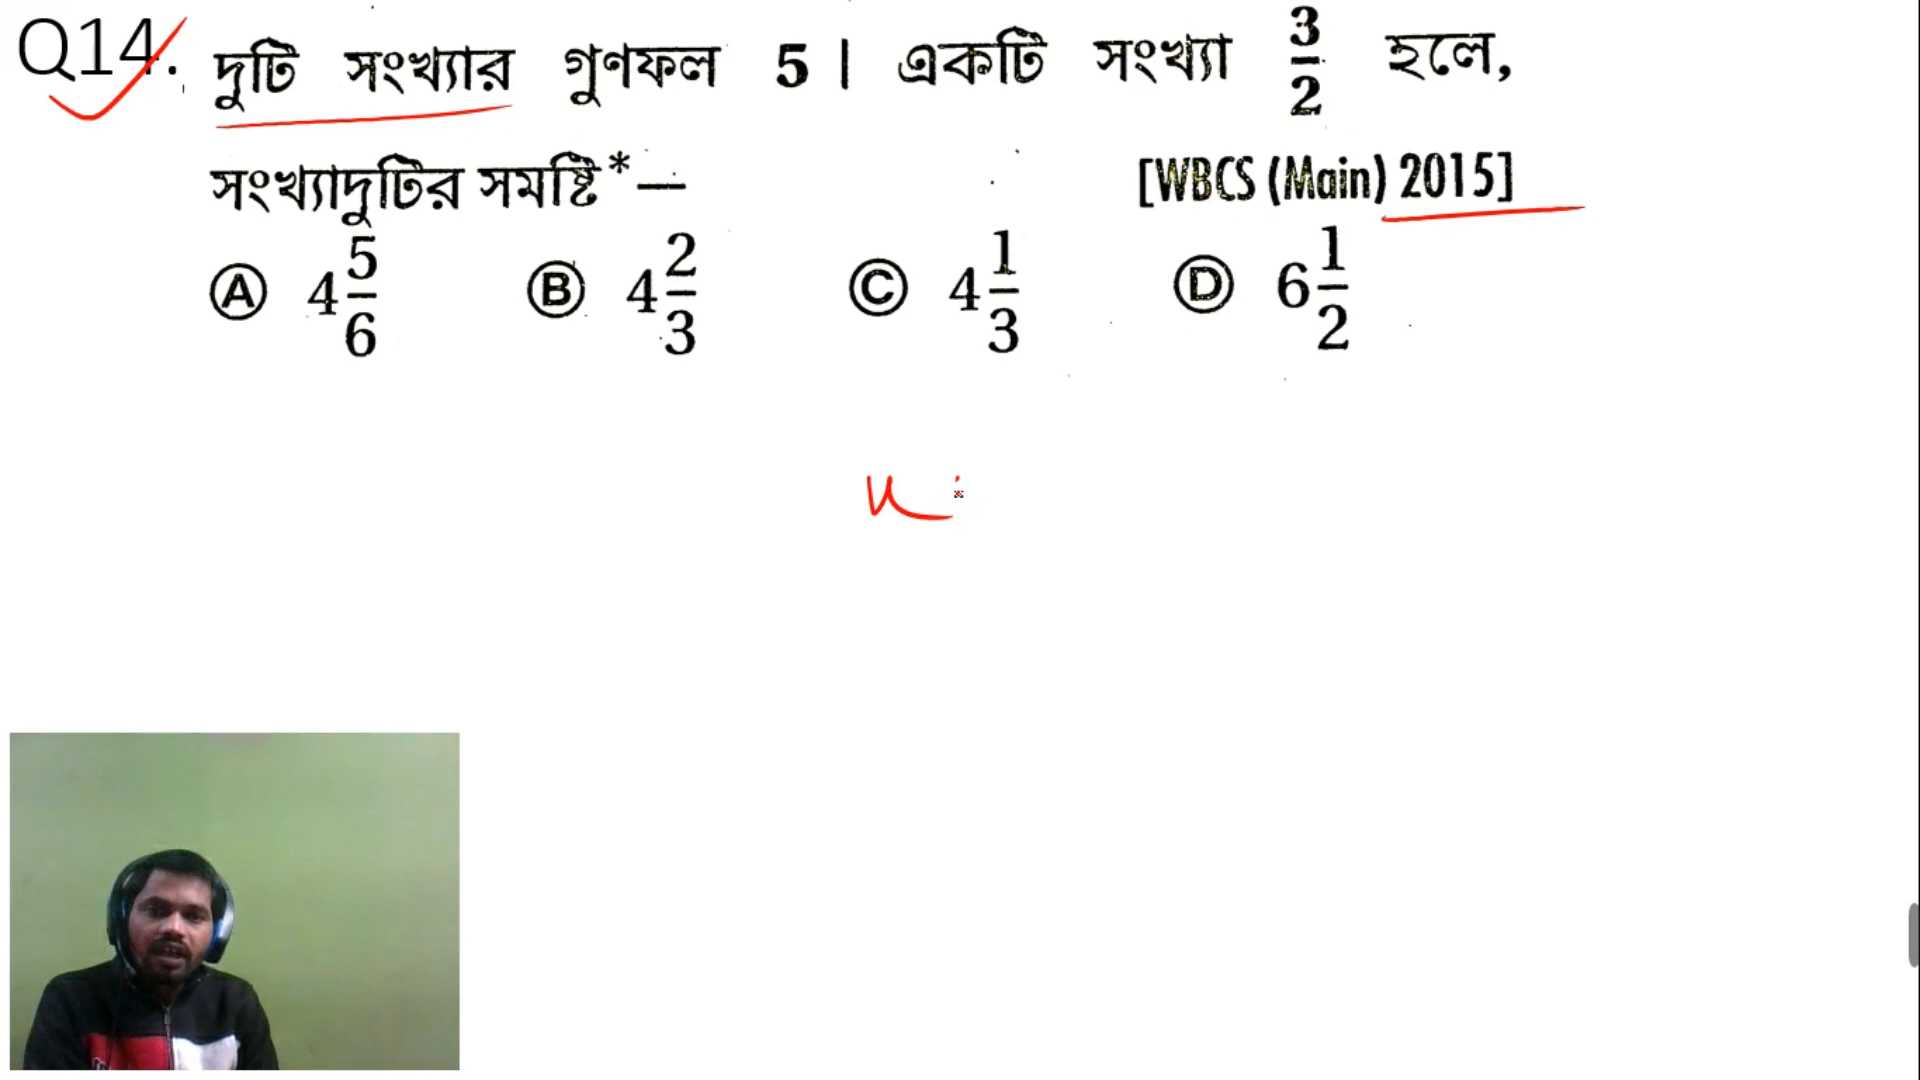 Q14. দুটি সংখ্যার গুণফল 5 । একটি সংখ্যা 3/2 হলে,
সংখ্যাদুটির সমষ্টি*— [WBCS (Main) 2015]
Ⓐ 4 5/6 Ⓑ 4 2/3 Ⓒ 4 1/3 Ⓓ 6 1/2